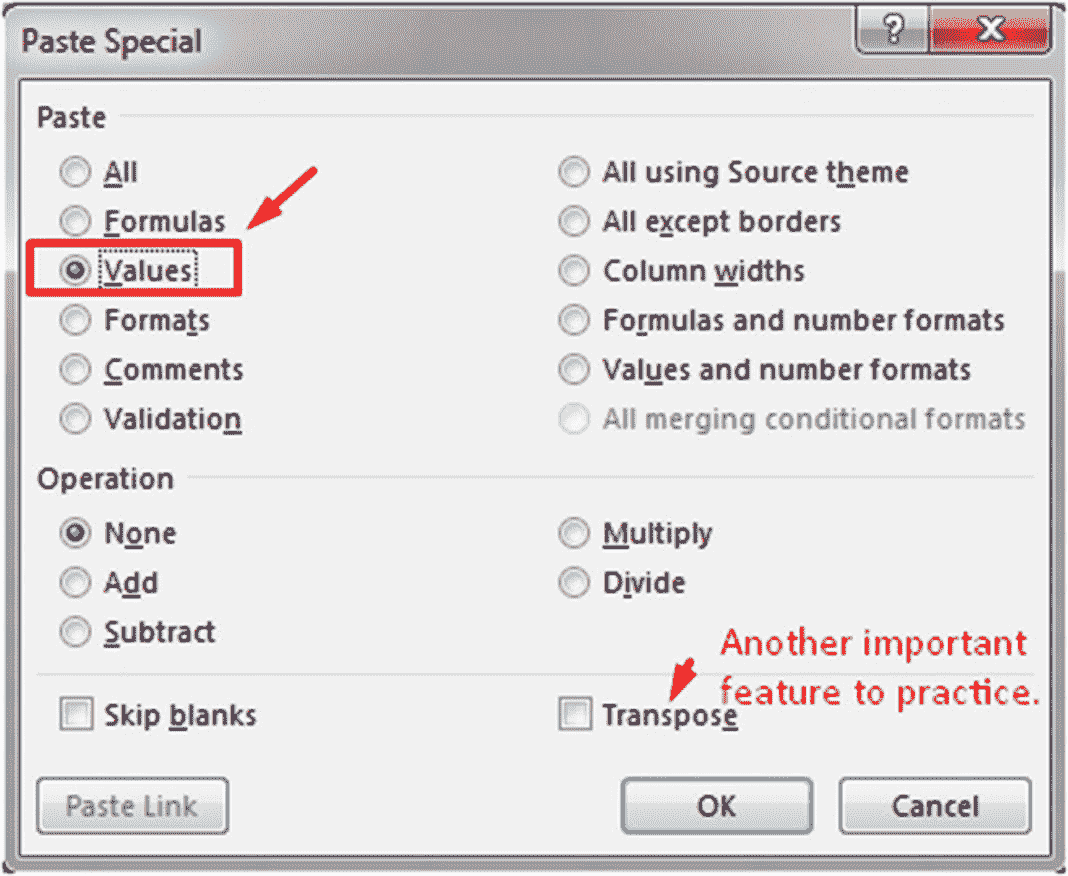 Paste Special
?
X
Paste
All
All using Source theme
Formulas
All except borders
Values
Column widths
Formats
Formulas and number formats
Comments
Values and number formats
Validation
All merging conditional formats
Operation
None
Multiply
Add
Divide
Subtract
Another important
feature to practice.
Skip blanks
Transpose
Paste Link
OK
Cancel